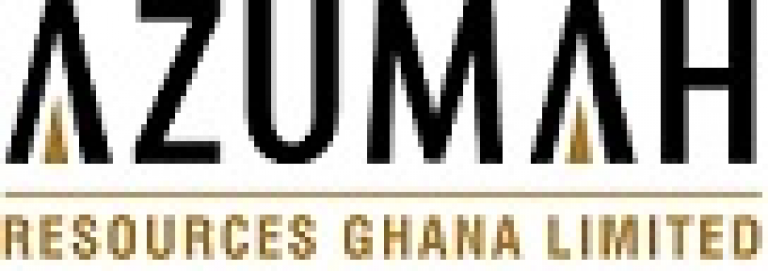 AZUMAH
RESOURCES GHANA LIMITED